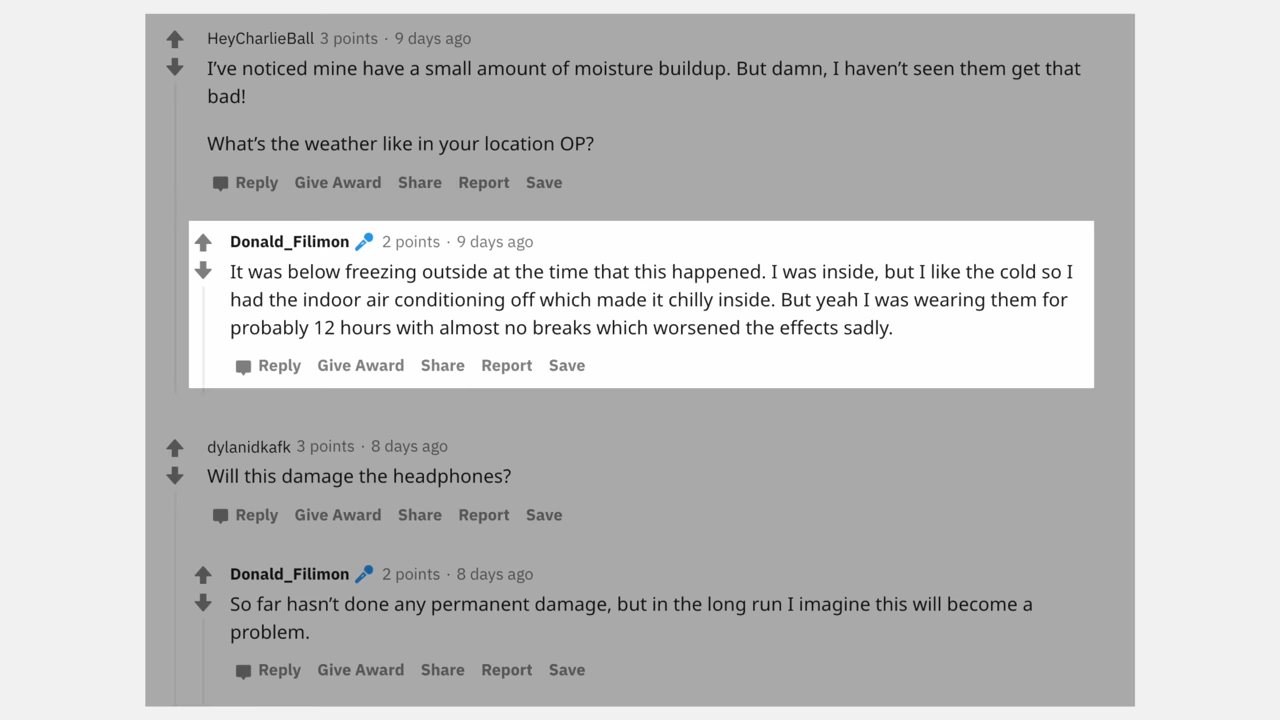 HeyCharlieBall 3 points · 9 days ago
I’ve noticed mine have a small amount of moisture buildup. But damn, I haven’t seen them get that
bad!
What’s the weather like in your location OP?
Reply Give Award Share Report Save
Donald_Filimon 2 points · 9 days ago
It was below freezing outside at the time that this happened. I was inside, but I like the cold so I
had the indoor air conditioning off which made it chilly inside. But yeah I was wearing them for
probably 12 hours with almost no breaks which worsened the effects sadly.
Reply Give Award Share Report Save
dylanidkafk 3 points · 8 days ago
Will this damage the headphones?
Reply Give Award Share Report Save
Donald_Filimon 2 points · 8 days ago
So far hasn’t done any permanent damage, but in the long run I imagine this will become a
problem.
Reply Give Award Share Report Save